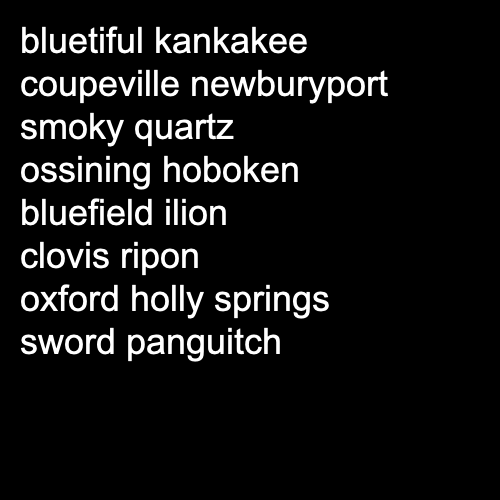 bluetiful kankakee
coupeville newburyport
smoky quartz
ossining hoboken
bluefield ilion
clovis ripon
oxford holly springs
sword panguitch